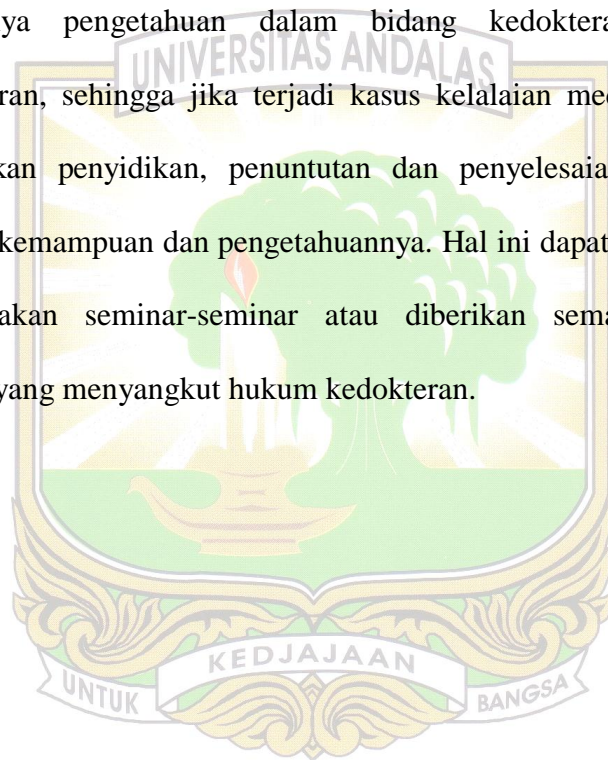 ya pengetahuan dalam bidang kedoktera
UNIVERSITAS ANDALAS
ran, sehingga jika terjadi kasus kelalaian me
kan penyidikan, penuntutan dan penyelesaia
kemampuan dan pengetahuannya. Hal ini dapat
akan seminar-seminar atau diberikan sema
yang menyangkut hukum kedokteran.
UNTUK KEDJAJAAN BANGSA